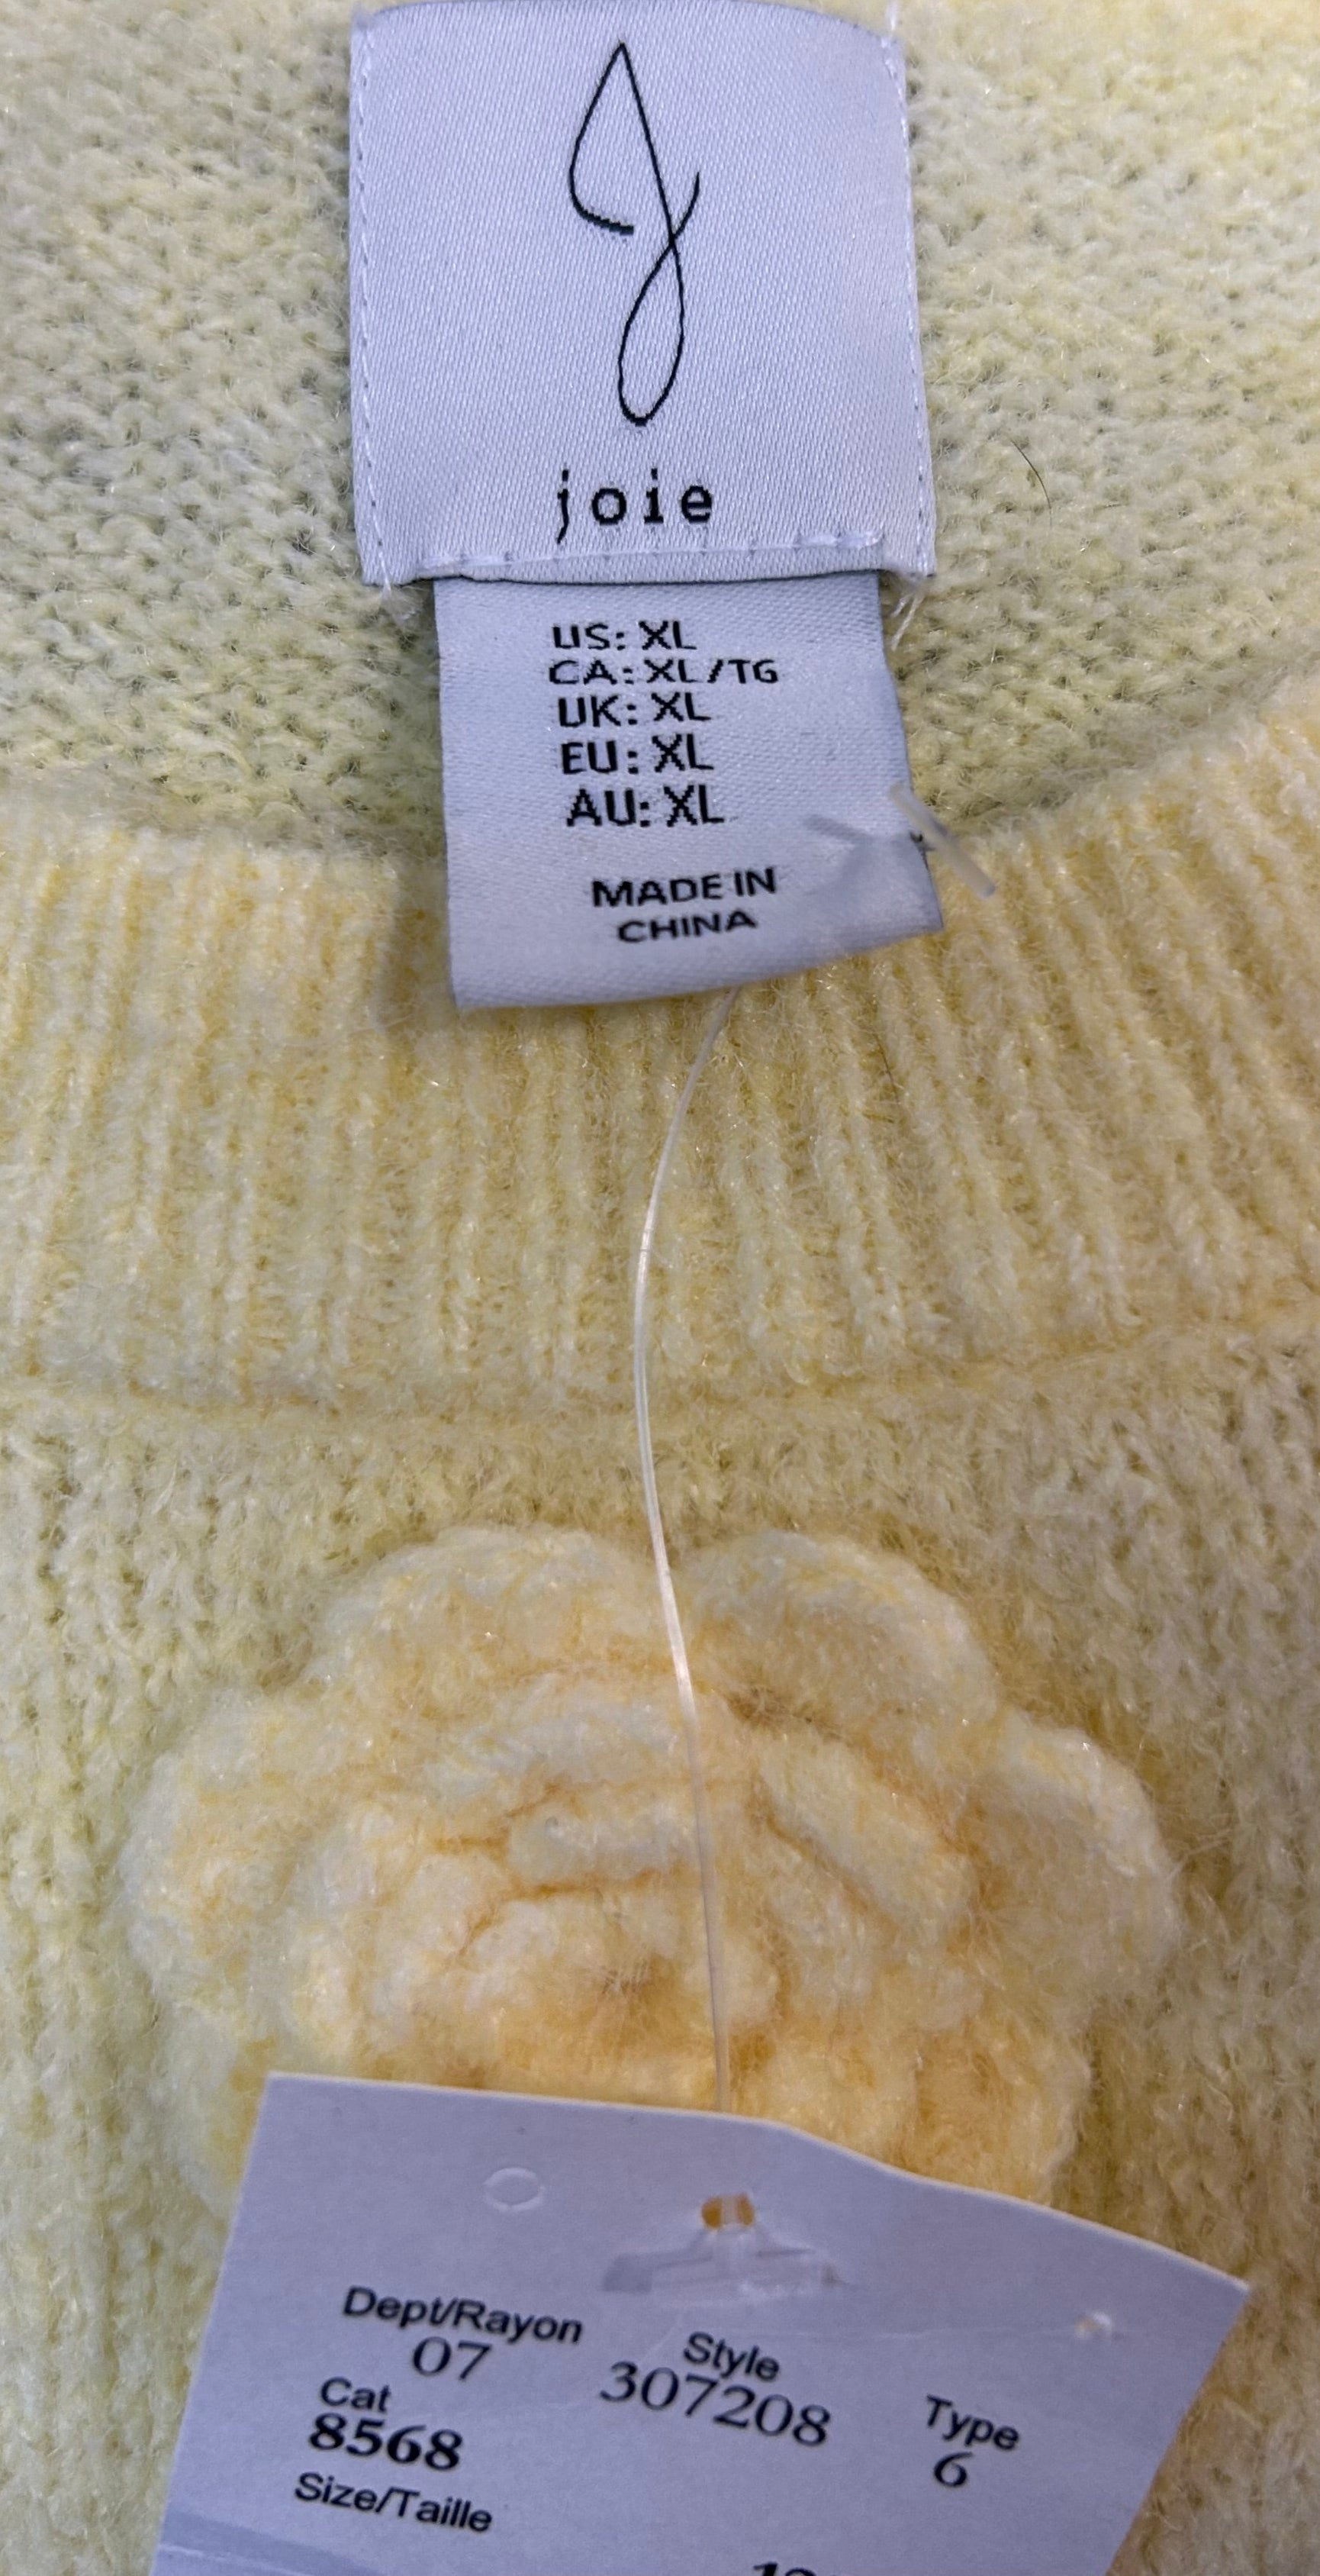 joie
US: XL
CA: XL/TG
UK: XL
EU: XL
AU: XL
MADE IN
CHINA
Dept/Rayon Style Type
07 307208 6
Cat
8568
Size/Taille